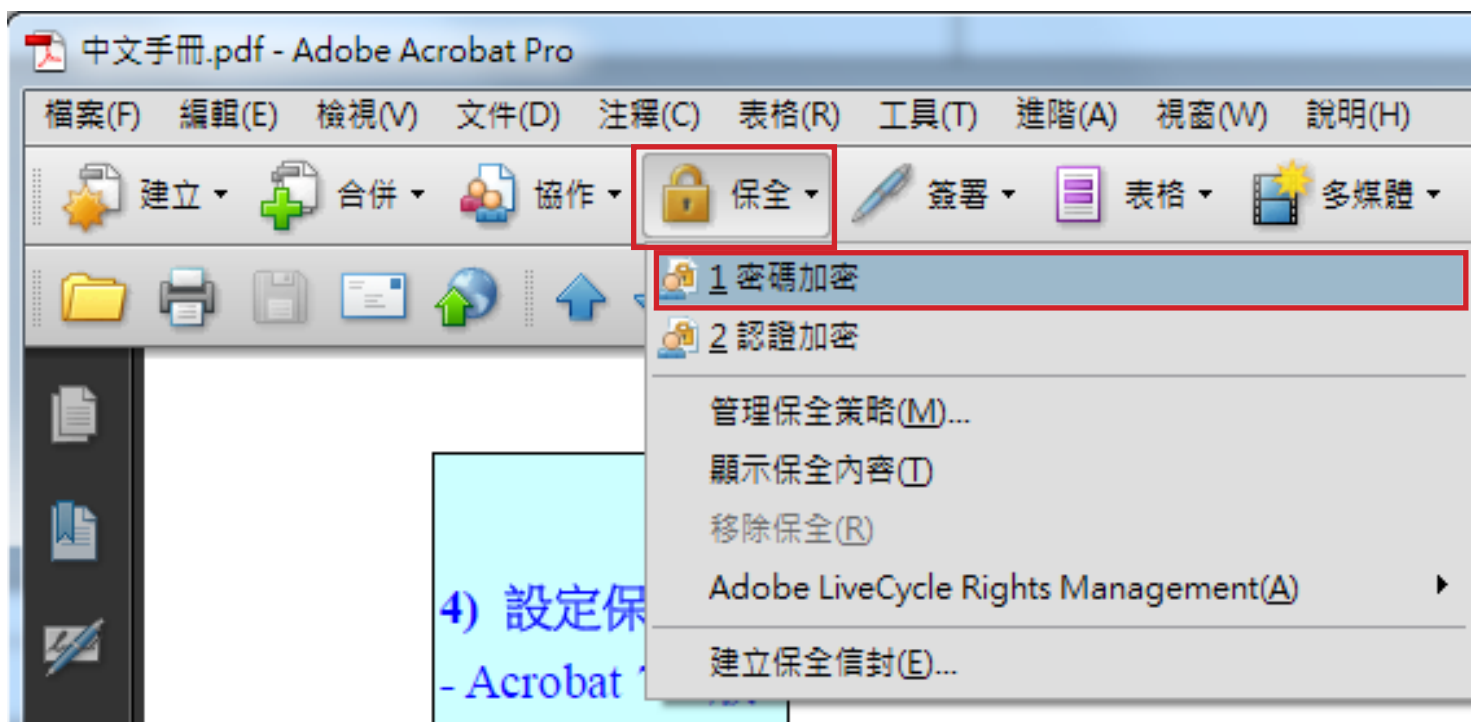 中文手冊.pdf - Adobe Acrobat Pro
檔案(F) 編輯(E) 檢視(V) 文件(D) 注釋(C) 表格(R) 工具(T) 進階(A) 視窗(W) 說明(H)
建立 合併 協作 保全 簽署 表格 多媒體
1 密碼加密
2 認證加密
管理保全策略(M)...
顯示保全內容(T)
移除保全(R)
Adobe LiveCycle Rights Management(A)
建立保全信封(E)...
4) 設定保
- Acrobat